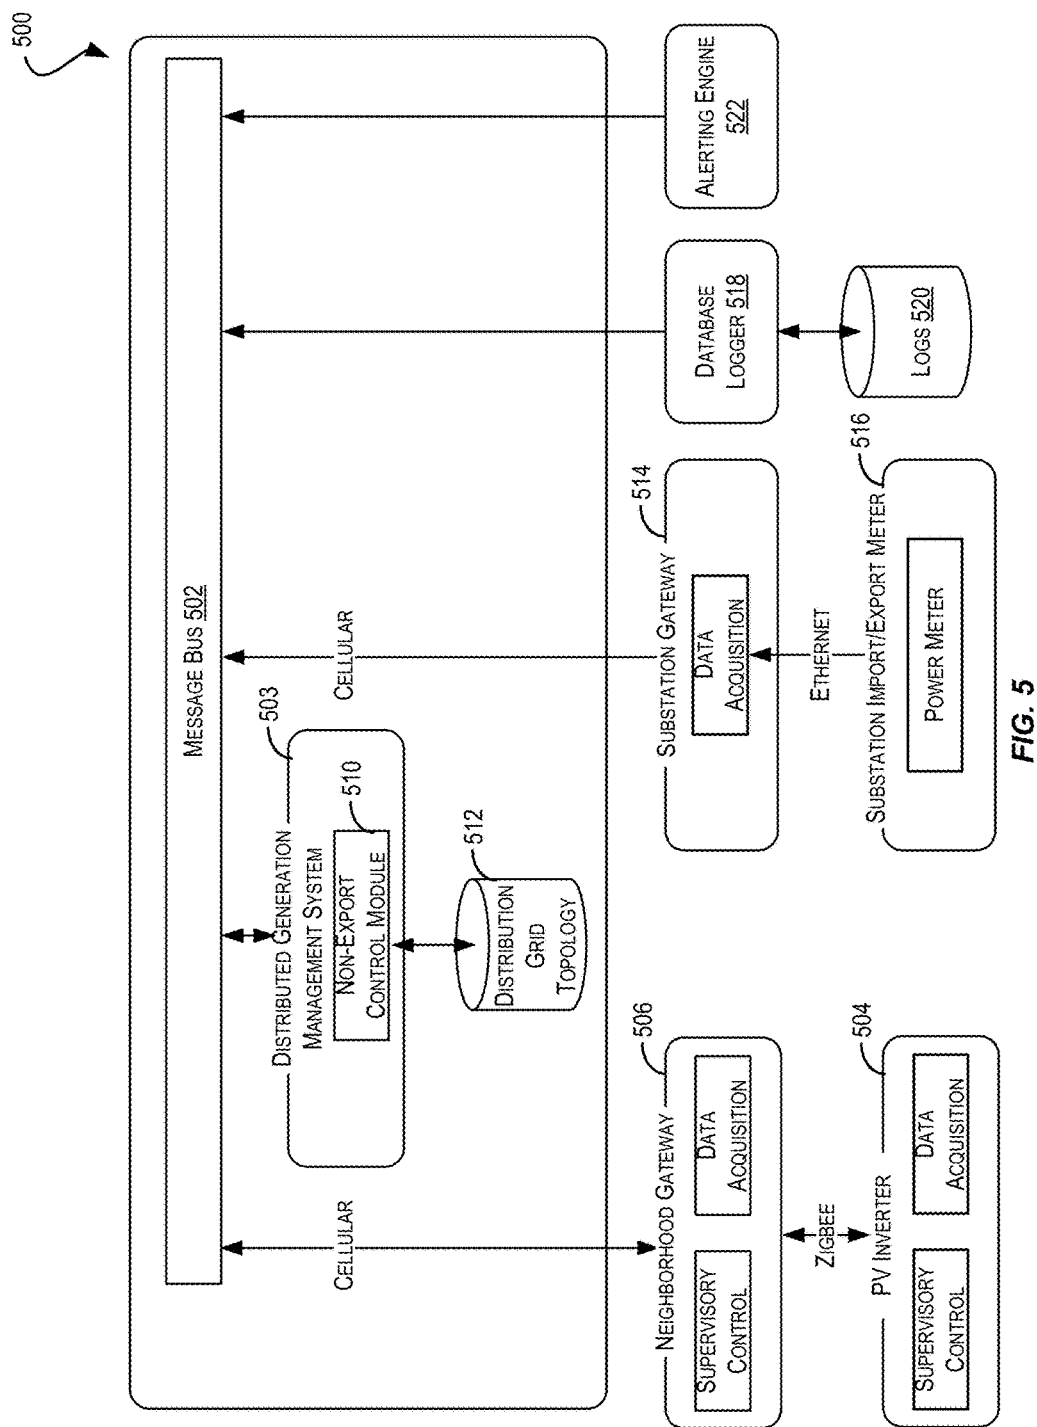 500
MESSAGE BUS 502
503
DISTRIBUTED GENERATION
MANAGEMENT SYSTEM
510
NON-EXPORT
CONTROL MODULE
512
DISTRIBUTION
GRID
TOPOLOGY
CELLULAR
CELLULAR
506
NEIGHBORHOOD GATEWAY
SUPERVISORY
CONTROL
DATA
ACQUISITION
ZIGBEE
504
PV INVERTER
SUPERVISORY
CONTROL
DATA
ACQUISITION
514
SUBSTATION GATEWAY
DATA
ACQUISITION
ETHERNET
516
SUBSTATION IMPORT/EXPORT METER
POWER METER
DATABASE
LOGGER 518
LOGS 520
ALERTING ENGINE
522
FIG. 5